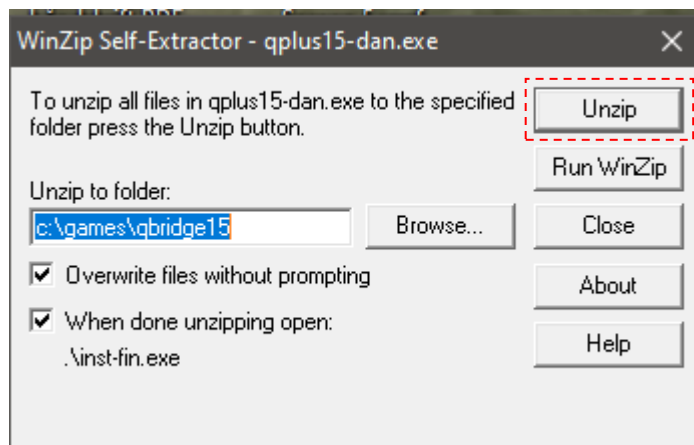 WinZip Self-Extractor - qplus15-dan.exe
To unzip all files in qplus15-dan.exe to the specified
folder press the Unzip button.
Unzip
Run WinZip
Unzip to folder:
c:\games\qbridge15
Browse...
Close
Overwrite files without prompting
About
When done unzipping open:
.\inst-fin.exe
Help